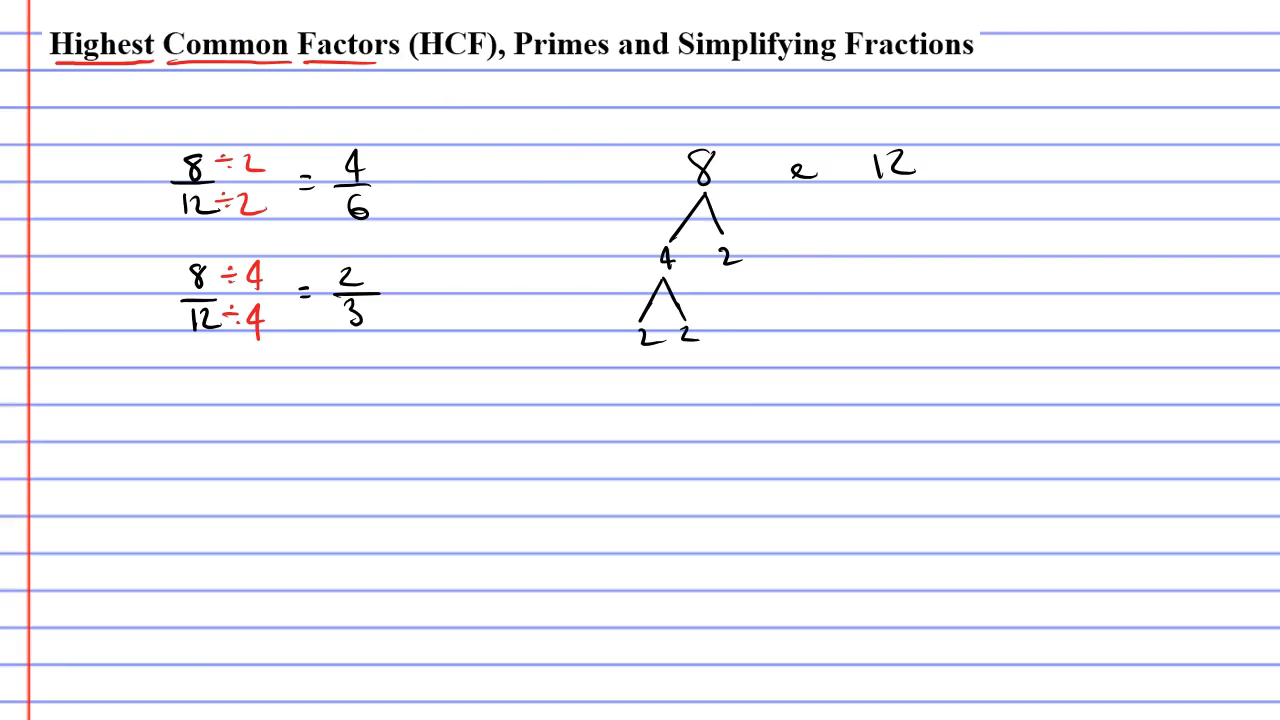 Highest Common Factors (HCF), Primes and Simplifying Fractions
8 ÷2 / 12 ÷2 = 4 / 6
8 ÷4 / 12 ÷4 = 2 / 3
8 e 12
4 2
2 2